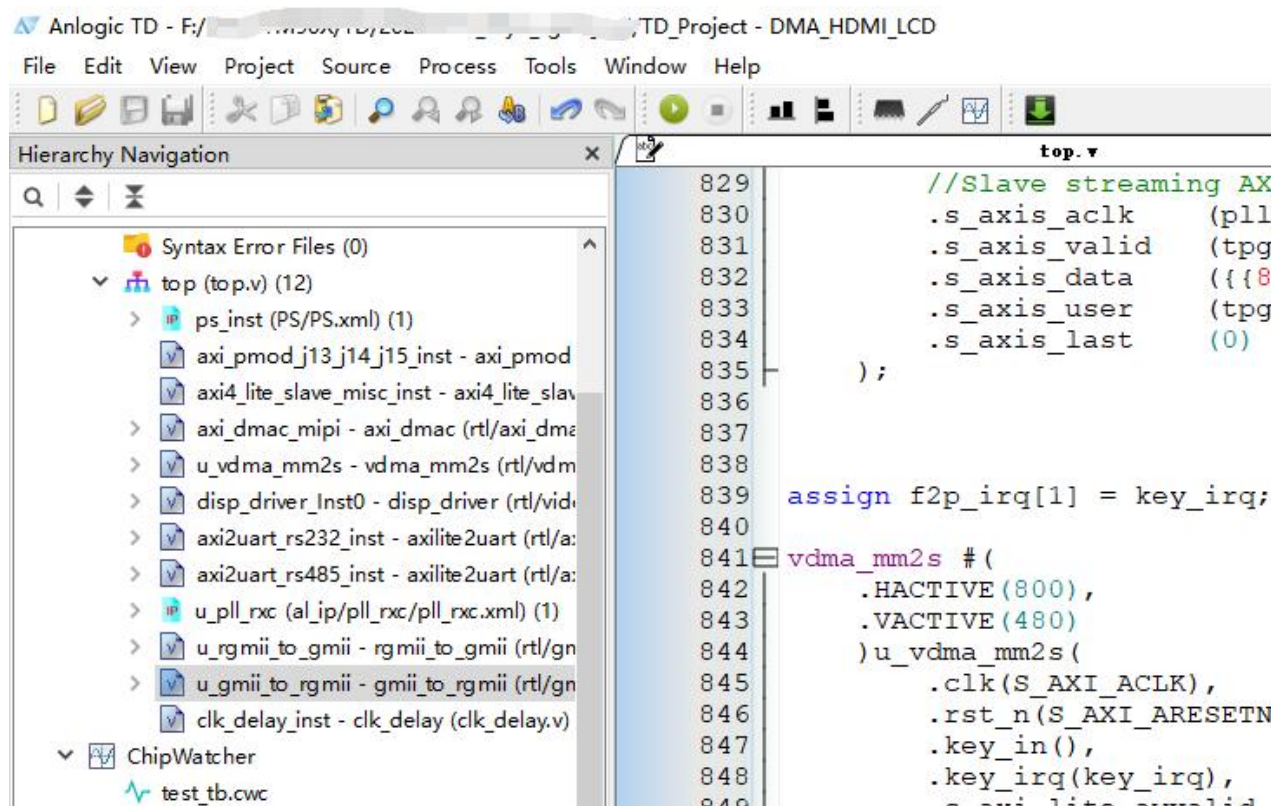 Anlogic TD - F:/ TD_Project - DMA_HDMI_LCD
File Edit View Project Source Process Tools Window Help
Hierarchy Navigation
top.v
Syntax Error Files (0)
top (top.v) (12)
ps_inst (PS/PS.xml) (1)
axi_pmod_j13_j14_j15_inst - axi_pmod
axi4_lite_slave_misc_inst - axi4_lite_slav
axi_dmac_mipi - axi_dmac (rtl/axi_dma
u_vdma_mm2s - vdma_mm2s (rtl/vdm
disp_driver_Inst0 - disp_driver (rtl/vid
axi2uart_rs232_inst - axilite2uart (rtl/a
axi2uart_rs485_inst - axilite2uart (rtl/a
u_pll_rxc (al_ip/pll_rxc/pll_rxc.xml) (1)
u_rgmii_to_gmii - rgmii_to_gmii (rtl/gn
u_gmii_to_rgmii - gmii_to_rgmii (rtl/gn
clk_delay_inst - clk_delay (clk_delay.v)
ChipWatcher
test_tb.cwc
829 //Slave streaming AX
830 .s_axis_aclk (pll
831 .s_axis_valid (tpg
832 .s_axis_data ({{8
833 .s_axis_user (tpg
834 .s_axis_last (0)
835 );
836
837
838
839 assign f2p_irq[1] = key_irq;
840
841 vdma_mm2s #(
842 .HACTIVE(800),
843 .VACTIVE(480)
844 )u_vdma_mm2s(
845 .clk(S_AXI_ACLK),
846 .rst_n(S_AXI_ARESETN
847 .key_in(),
848 .key_irq(key_irq),